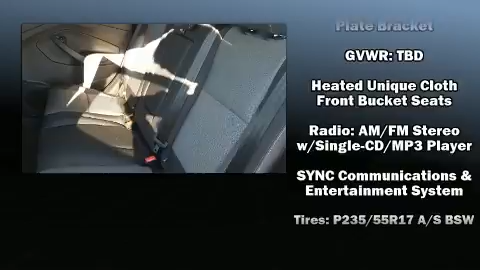 Plate Bracket
GVWR: TBD
Heated Unique Cloth
Front Bucket Seats
Radio: AM/FM Stereo
w/Single-CD/MP3 Player
SYNC Communications &
Entertainment System
Tires: P235/55R17 A/S BSW